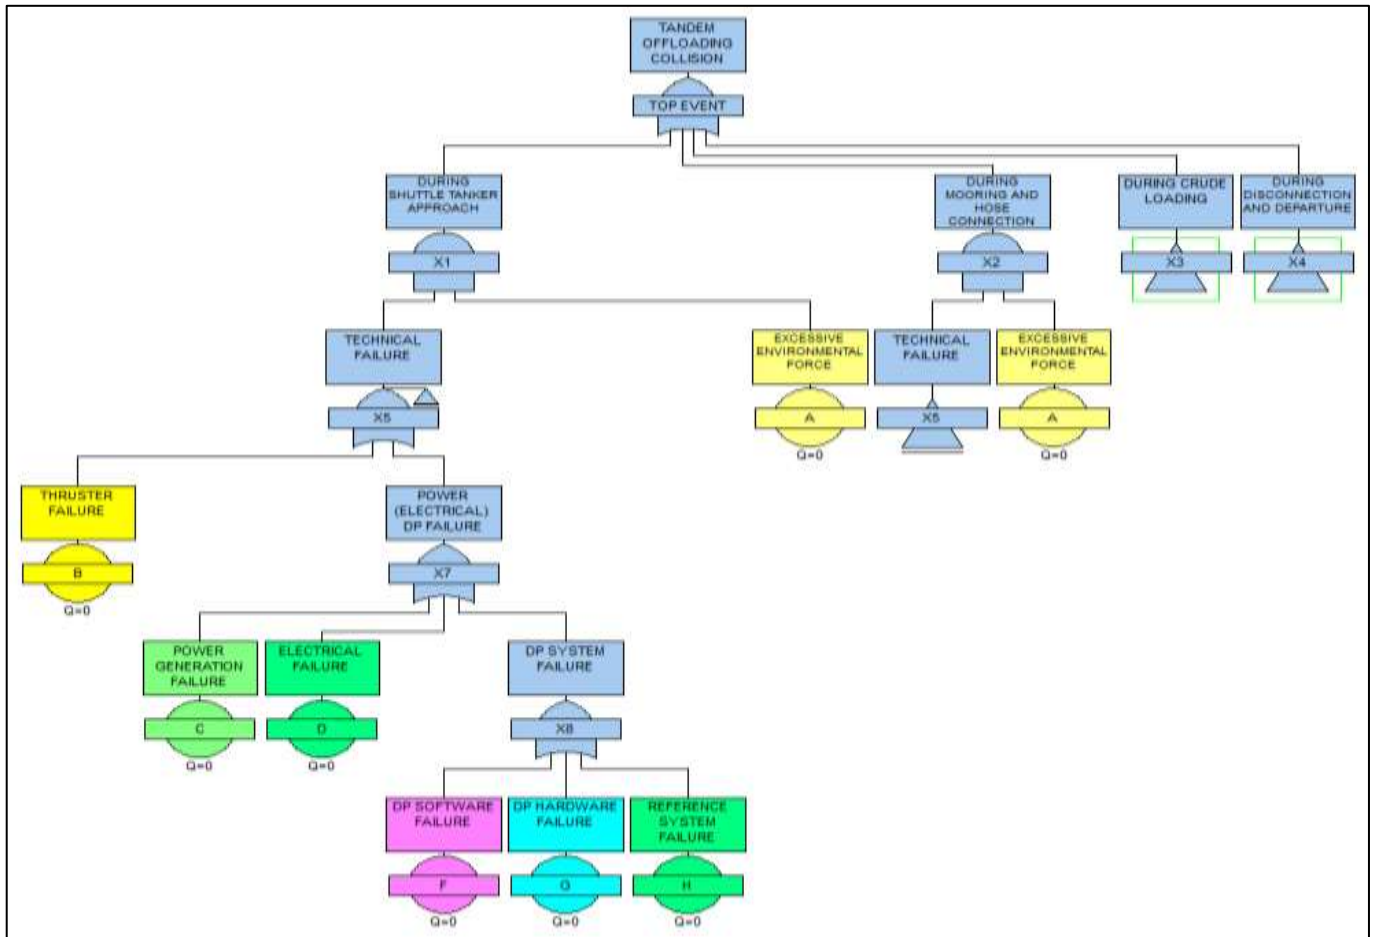 TANDEM
OFFLOADING
COLLISION
TOP EVENT
DURING
SHUTTLE TANKER
APPROACH
X1
DURING
MOORING AND
HOSE
CONNECTION
X2
DURING CRUDE
LOADING
X3
DURING
DISCONNECTION
AND DEPARTURE
X4
TECHNICAL
FAILURE
X5
EXCESSIVE
ENVIRONMENTAL
FORCE
A
Q=0
TECHNICAL
FAILURE
X5
EXCESSIVE
ENVIRONMENTAL
FORCE
A
Q=0
THRUSTER
FAILURE
B
Q=0
POWER
(ELECTRICAL)
DP FAILURE
X7
POWER
GENERATION
FAILURE
C
Q=0
ELECTRICAL
FAILURE
D
Q=0
DP SYSTEM
FAILURE
X8
DP SOFTWARE
FAILURE
F
Q=0
DP HARDWARE
FAILURE
G
Q=0
REFERENCE
SYSTEM
FAILURE
H
Q=0